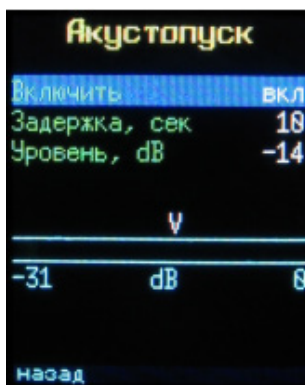 Акустопуск
Включить вкл
Задержка, сек 10
Уровень, dB -14
V
-31 dB 0
назад